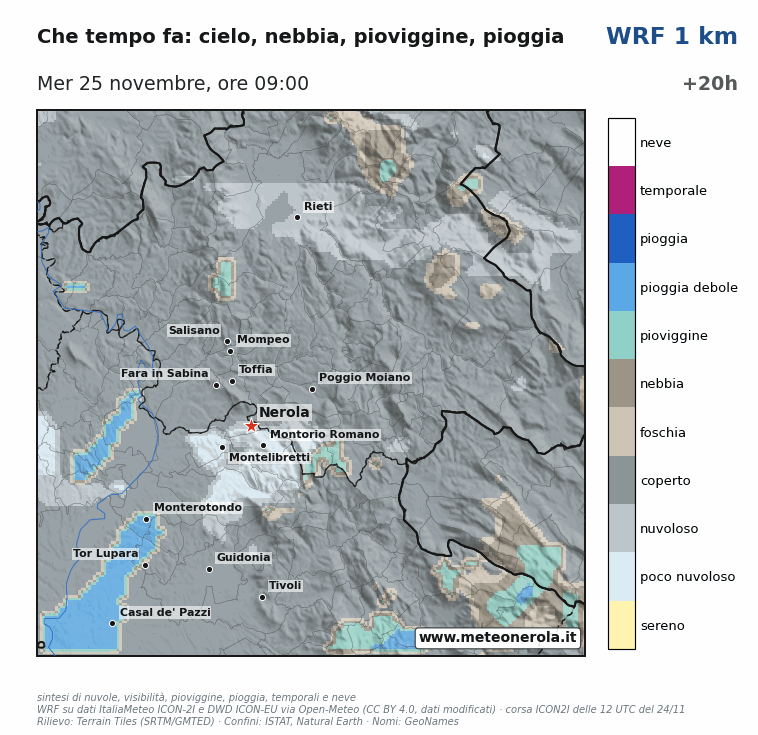 Che tempo fa: cielo, nebbia, pioviggine, pioggia
WRF 1 km
Mer 25 novembre, ore 09:00
+20h
neve
temporale
pioggia
pioggia debole
pioviggine
nebbia
foschia
coperto
nuvoloso
poco nuvoloso
sereno
Rieti
Salisano
Mompeo
Fara in Sabina
Toffia
Poggio Moiano
Nerola
Montorio Romano
Montelibretti
Monterotondo
Tor Lupara
Guidonia
Tivoli
Casal de' Pazzi
www.meteonerola.it
sintesi di nuvole, visibilità, pioviggine, pioggia, temporali e neve
WRF su dati ItaliaMeteo ICON-2I e DWD ICON-EU via Open-Meteo (CC BY 4.0, dati modificati) · corsa ICON2I delle 12 UTC del 24/11
Rilievo: Terrain Tiles (SRTM/GMTED) · Confini: ISTAT, Natural Earth · Nomi: GeoNames